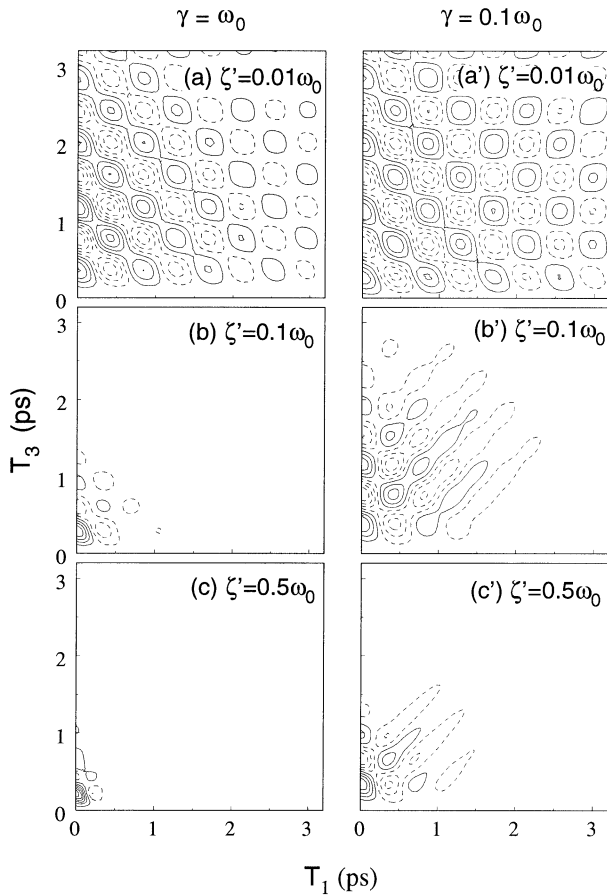 γ = ω₀ γ = 0.1ω₀
(a) ζ'=0.01ω₀
(a') ζ'=0.01ω₀
3
2
1
0
(b) ζ'=0.1ω₀
(b') ζ'=0.1ω₀
3
2
1
0
(c) ζ'=0.5ω₀
(c') ζ'=0.5ω₀
3
2
1
0
0 1 2 3 0 1 2 3
T₃ (ps)
T₁ (ps)